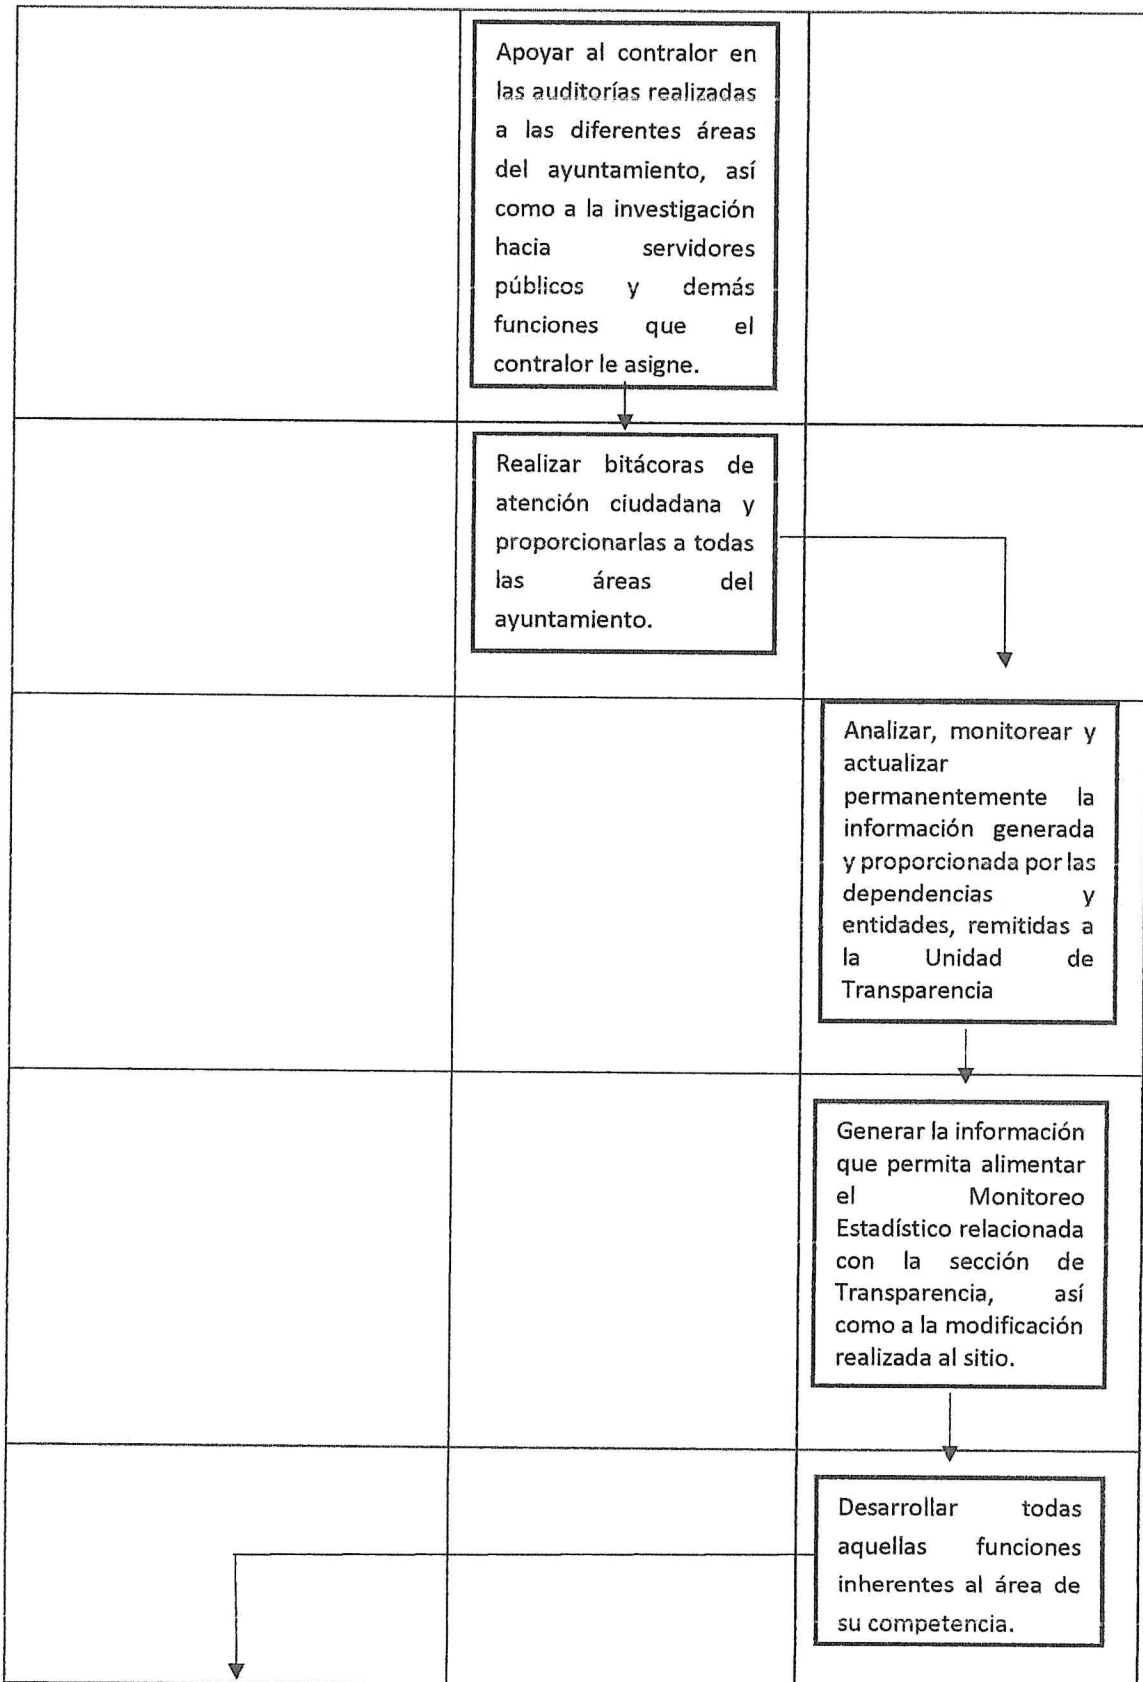 Apoyar al contralor en
las auditorías realizadas
a las diferentes áreas
del ayuntamiento, así
como a la investigación
hacia servidores
públicos y demás
funciones que el
contralor le asigne.
Realizar bitácoras de
atención ciudadana y
proporcionarlas a todas
las áreas del
ayuntamiento.
Analizar, monitorear y
actualizar
permanentemente la
información generada
y proporcionada por las
dependencias y
entidades, remitidas a
la Unidad de
Transparencia
Generar la información
que permita alimentar
el Monitoreo
Estadístico relacionada
con la sección de
Transparencia, así
como a la modificación
realizada al sitio.
Desarrollar todas
aquellas funciones
inherentes al área de
su competencia.